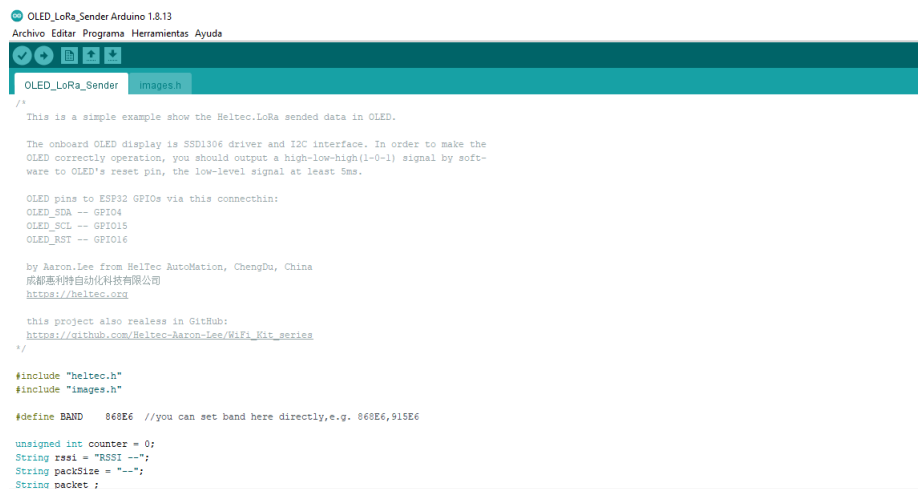 OLED_LoRa_Sender Arduino 1.8.13
Archivo Editar Programa Herramientas Ayuda
OLED_LoRa_Sender images.h
/*
This is a simple example show the Heltec.LoRa sended data in OLED.
The onboard OLED display is SSD1306 driver and I2C interface. In order to make the
OLED correctly operation, you should output a high-low-high(1-0-1) signal by soft-
ware to OLED's reset pin, the low-level signal at least 5ms.
OLED pins to ESP32 GPIOs via this connecthin:
OLED_SDA -- GPIO4
OLED_SCL -- GPIO15
OLED_RST -- GPIO16
by Aaron.Lee from HelTec AutoMation, ChengDu, China
成都惠利特自动化科技有限公司
https://heltec.org
this project also realess in GitHub:
https://github.com/Heltec-Aaron-Lee/WiFi_Kit_series
*/
#include "heltec.h"
#include "images.h"
#define BAND    868E6  //you can set band here directly,e.g. 868E6,915E6
unsigned int counter = 0;
String rssi = "RSSI --";
String packSize = "--";
String packet ;